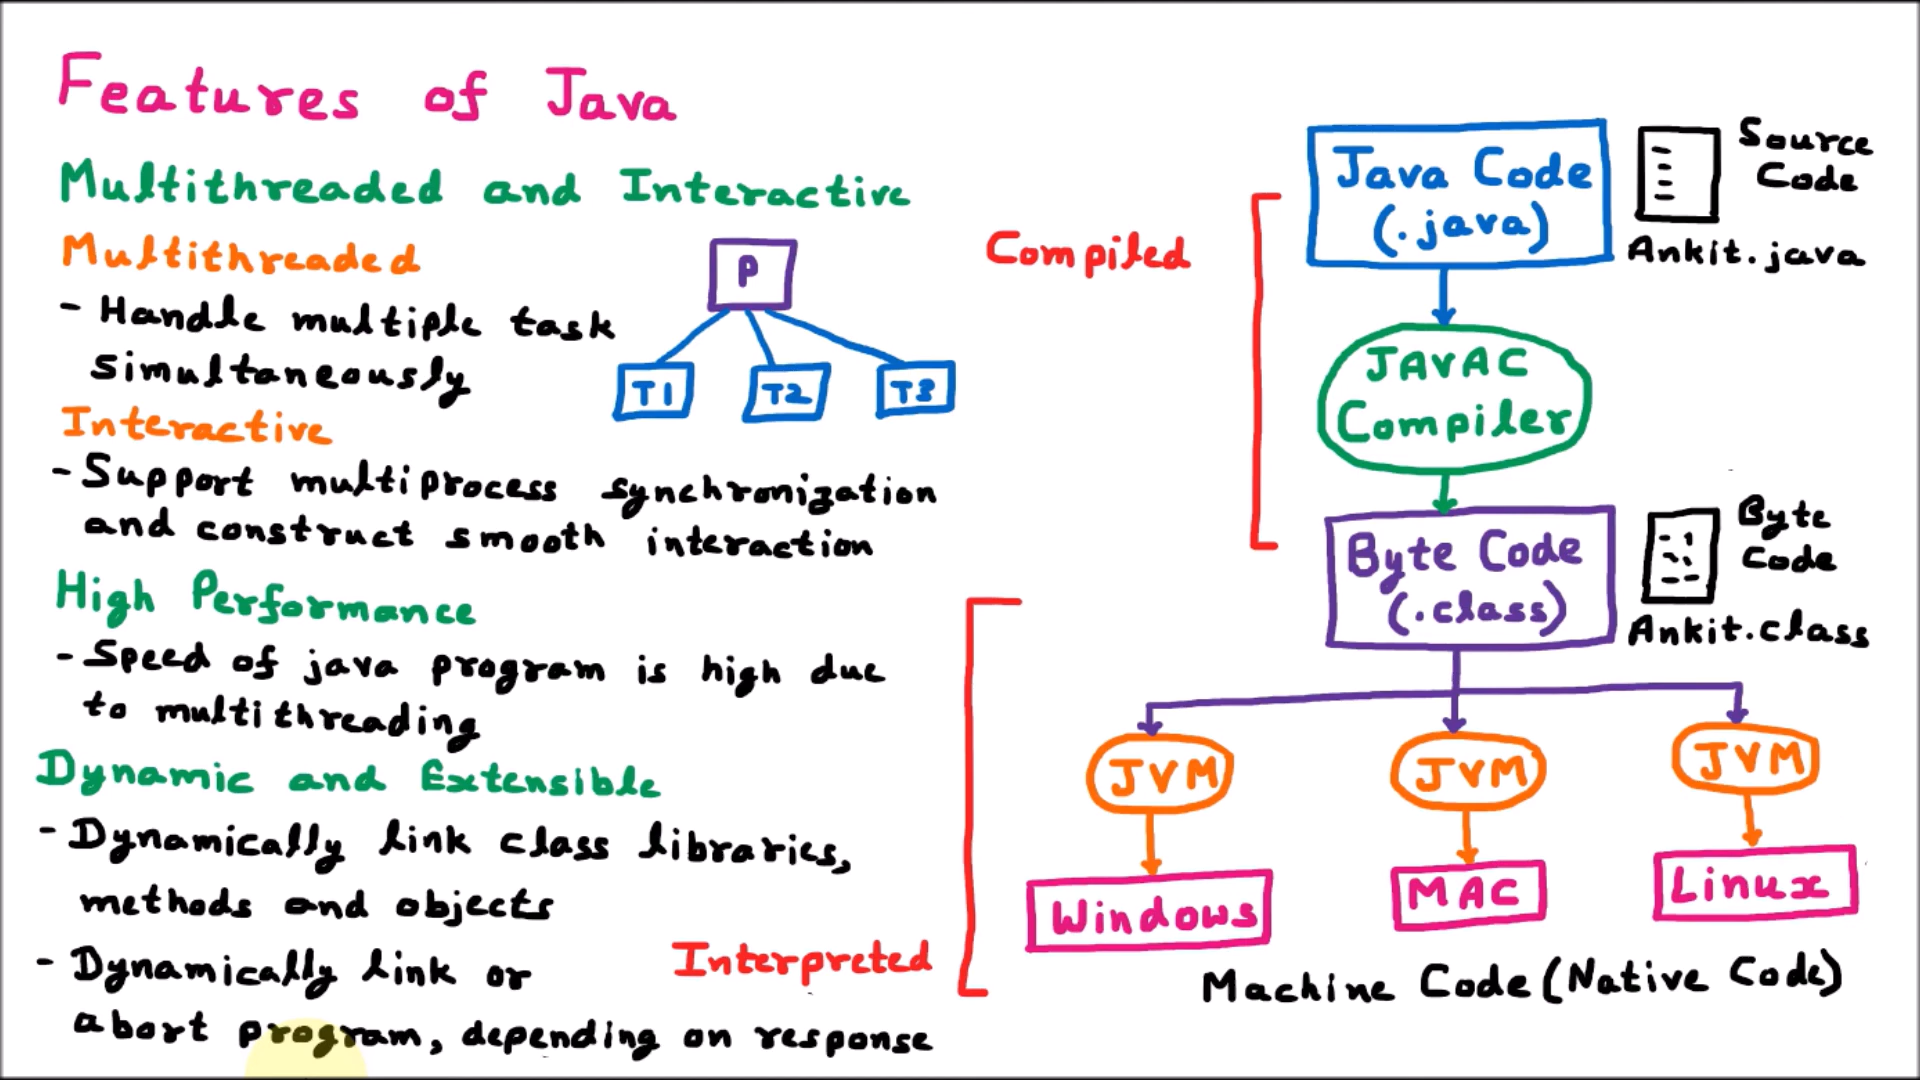 Features of Java
Multithreaded and Interactive
Multithreaded
- Handle multiple task
simultaneously
P
T1 T2 T3
Interactive
- Support multiprocess synchronization
and construct smooth interaction
High Performance
- Speed of java program is high due
to multithreading
Dynamic and Extensible
- Dynamically link class libraries,
methods and objects
- Dynamically link or
abort program, depending on response
Compiled
Java Code
(.java)
Source
Code
Ankit.java
JAVAC
Compiler
Byte Code
(.class)
Byte
Code
Ankit.class
Interpreted
JVM JVM JVM
Windows MAC Linux
Machine Code (Native Code)